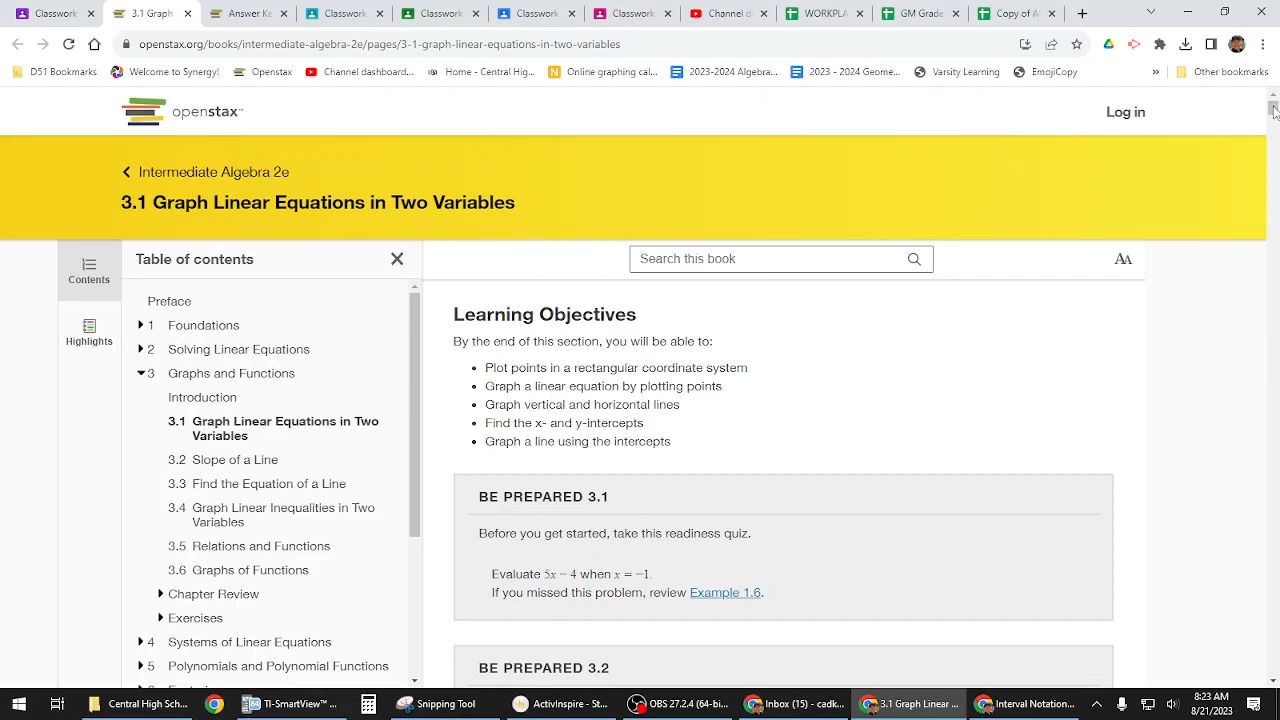 Classwork
3.1 Graph
Answer Ke
Classwork
Classwork
Classwork
Classwork
Channel d
WORKPLA
GM Grade
Copy of A
openstax.org/books/intermediate-algebra-2e/pages/3-1-graph-linear-equations-in-two-variables
D51 Bookmarks
Welcome to Synergy!
Openstax
Channel dashboard...
Home - Central Hig...
Online graphing cal...
2023-2024 Algebra...
2023 - 2024 Geome...
Varsity Learning
EmojiCopy
»
Other bookmarks
openstax™
Log in
Intermediate Algebra 2e
3.1 Graph Linear Equations in Two Variables
Contents
Highlights
Table of contents
Preface
1 Foundations
2 Solving Linear Equations
3 Graphs and Functions
Introduction
3.1 Graph Linear Equations in Two
Variables
3.2 Slope of a Line
3.3 Find the Equation of a Line
3.4 Graph Linear Inequalities in Two
Variables
3.5 Relations and Functions
3.6 Graphs of Functions
Chapter Review
Exercises
4 Systems of Linear Equations
5 Polynomials and Polynomial Functions
Search this book
AA
Learning Objectives
By the end of this section, you will be able to:
• Plot points in a rectangular coordinate system
• Graph a linear equation by plotting points
• Graph vertical and horizontal lines
• Find the x- and y-intercepts
• Graph a line using the intercepts
BE PREPARED 3.1
Before you get started, take this readiness quiz.
Evaluate 5x − 4 when x = −1.
If you missed this problem, review Example 1.6.
BE PREPARED 3.2
Central High Sch...
TI-SmartView™ ...
Snipping Tool
ActivInspire - S...
OBS 27.2.4 (64-bi...
Inbox (15) - cadk...
3.1 Graph Linear ...
Interval Notation...
8:23 AM
8/21/2023